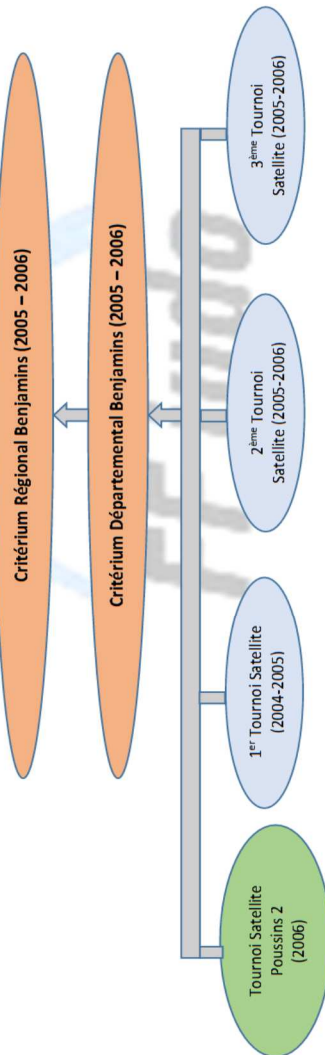 Critérium Régional Benjamins (2005 – 2006)
Critérium Départemental Benjamins (2005 – 2006)
Tournoi Satellite
Poussins 2
(2006)
1er Tournoi Satellite
(2004-2005)
2ème Tournoi
Satellite (2005-2006)
3ème Tournoi
Satellite (2005-2006)